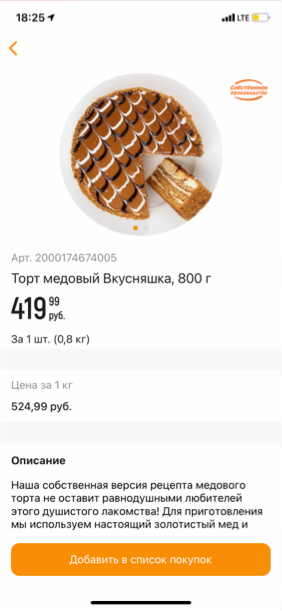 18:25
LTE
Собственное
производство
Арт. 2000174674005
Торт медовый Вкусняшка, 800 г
419 99
руб.
За 1 шт. (0,8 кг)
Цена за 1 кг
524,99 руб.
Описание
Наша собственная версия рецепта медового
торта не оставит равнодушными любителей
этого душистого лакомства! Для приготовления
мы используем настоящий золотистый мед и
Добавить в список покупок